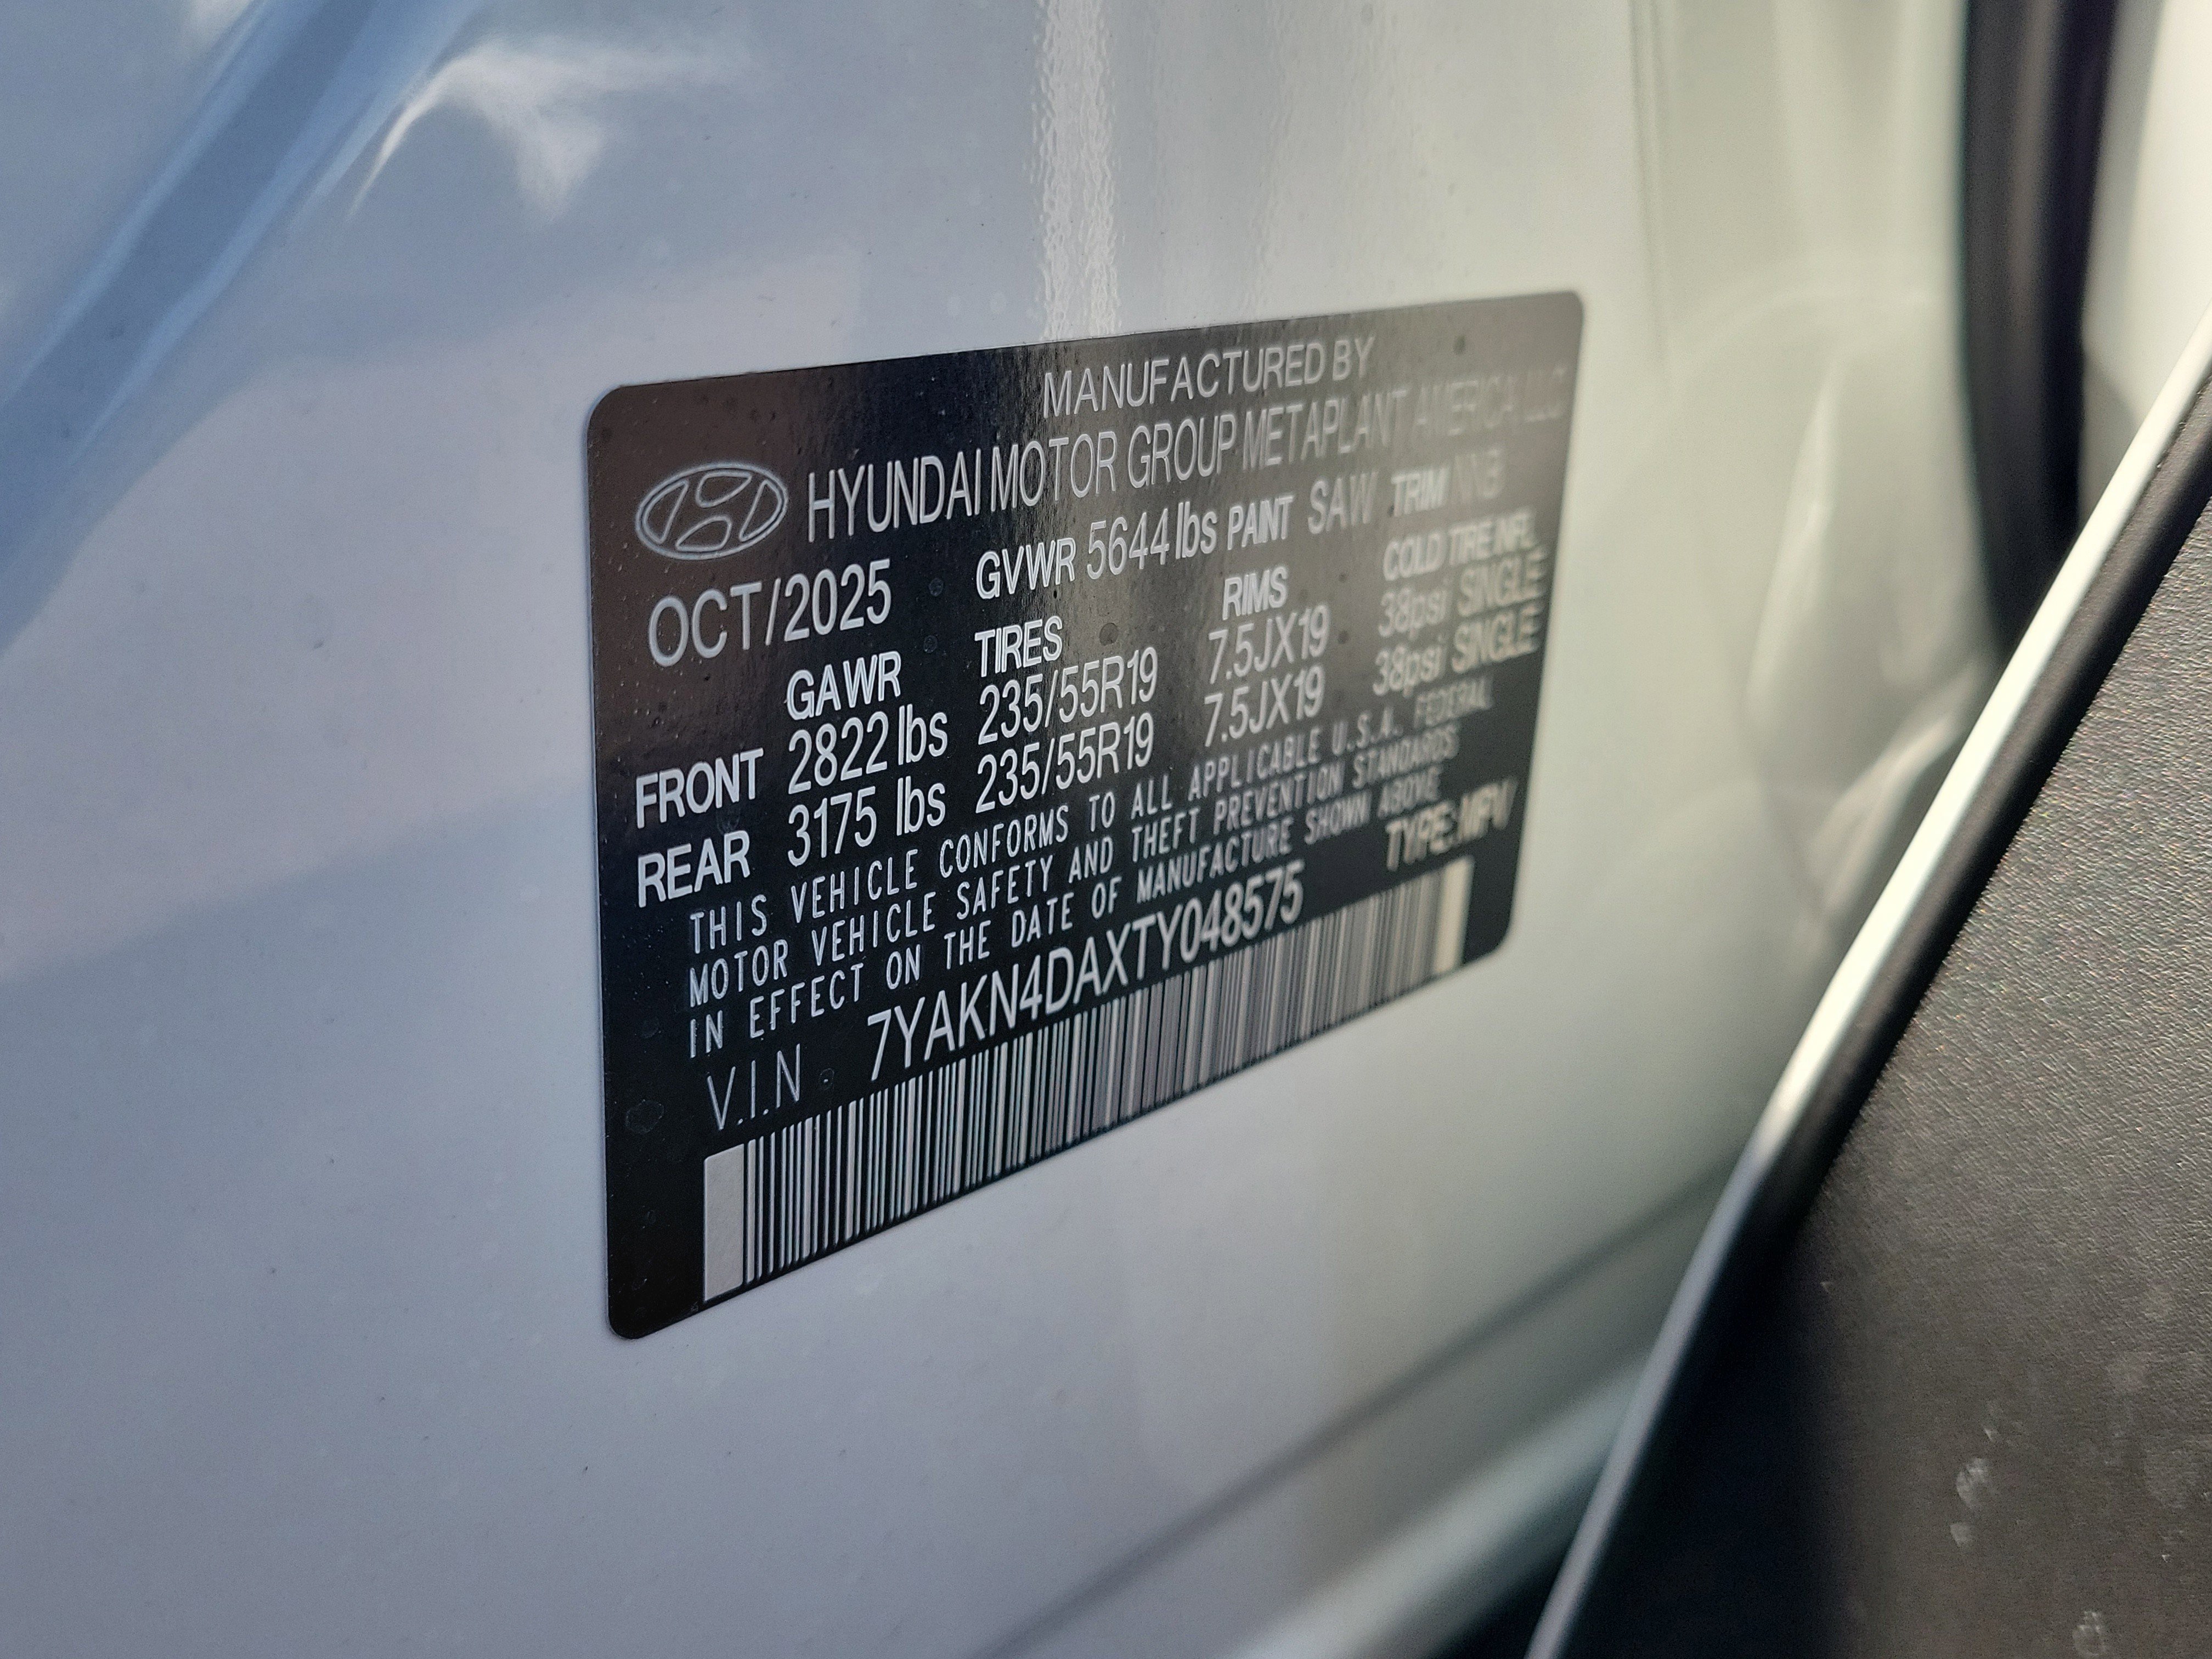 MANUFACTURED BY
HYUNDAI MOTOR GROUP METAPLANT AMERICA LLC
OCT/2025 GVWR 5644 lbs PANT SAW TRIM NNB
GAWR TIRES RIMS COLD TIRE INFL.
FRONT 2822 lbs 235/55R19 7.5JX19 38psi SINGLE
REAR 3175 lbs 235/55R19 7.5JX19 38psi SINGLE
THIS VEHICLE CONFORMS TO ALL APPLICABLE U.S.A. FEDERAL
MOTOR VEHICLE SAFETY AND THEFT PREVENTION STANDARDS
IN EFFECT ON THE DATE OF MANUFACTURE SHOWN ABOVE
V.I.N 7YAKN4DAXTY048575 TYPE:MPV